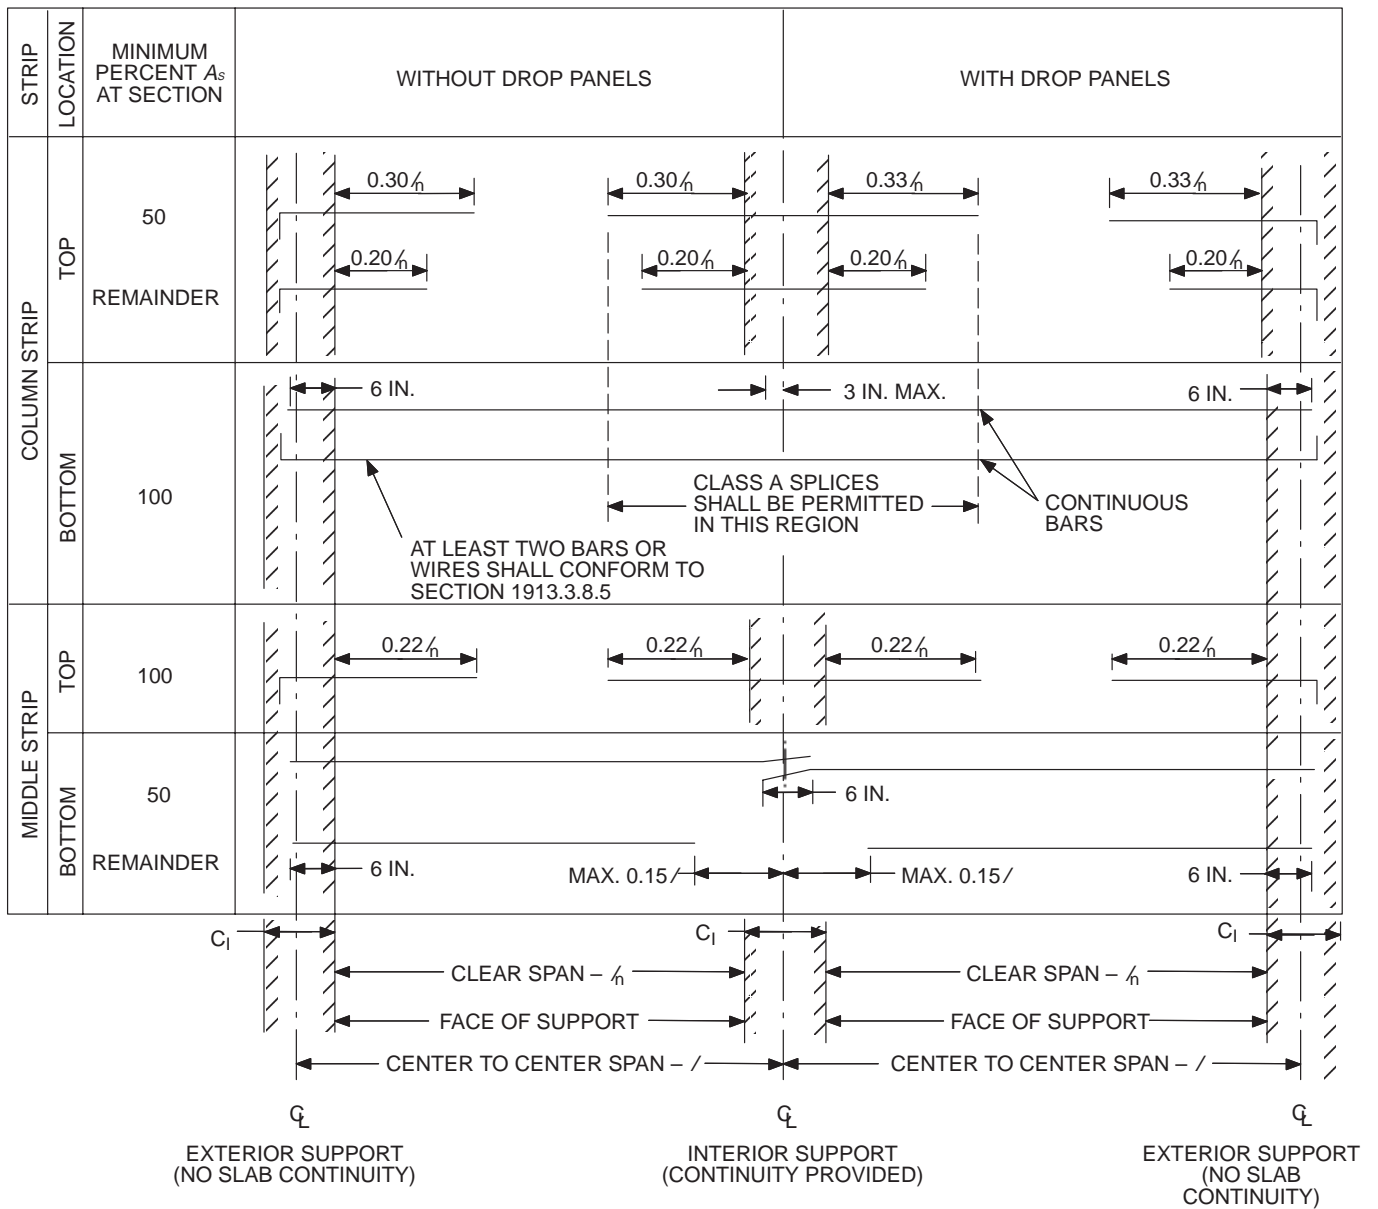 STRIP
LOCATION
MINIMUM
PERCENT As
AT SECTION
WITHOUT DROP PANELS
WITH DROP PANELS
COLUMN STRIP
TOP
50
0.30ℓn
0.30ℓn
0.33ℓn
0.33ℓn
REMAINDER
0.20ℓn
0.20ℓn
0.20ℓn
0.20ℓn
BOTTOM
100
6 IN.
3 IN. MAX.
6 IN.
CLASS A SPLICES
SHALL BE PERMITTED
IN THIS REGION
CONTINUOUS
BARS
AT LEAST TWO BARS OR
WIRES SHALL CONFORM TO
SECTION 1913.3.8.5
MIDDLE STRIP
TOP
100
0.22ℓn
0.22ℓn
0.22ℓn
0.22ℓn
BOTTOM
50
6 IN.
REMAINDER
6 IN.
MAX. 0.15ℓ
MAX. 0.15ℓ
6 IN.
CI
CI
CI
CLEAR SPAN – ℓn
CLEAR SPAN – ℓn
FACE OF SUPPORT
FACE OF SUPPORT
CENTER TO CENTER SPAN – ℓ
CENTER TO CENTER SPAN – ℓ
℄
℄
℄
EXTERIOR SUPPORT
(NO SLAB CONTINUITY)
INTERIOR SUPPORT
(CONTINUITY PROVIDED)
EXTERIOR SUPPORT
(NO SLAB
CONTINUITY)